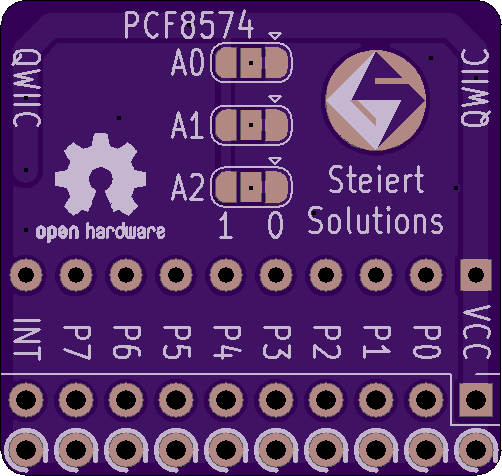 PCF8574
QWIIC
A0
QWIIC
A1
A2
1 0
Steiert
Solutions
open hardware
INT P7 P6 P5 P4 P3 P2 P1 P0 VCC